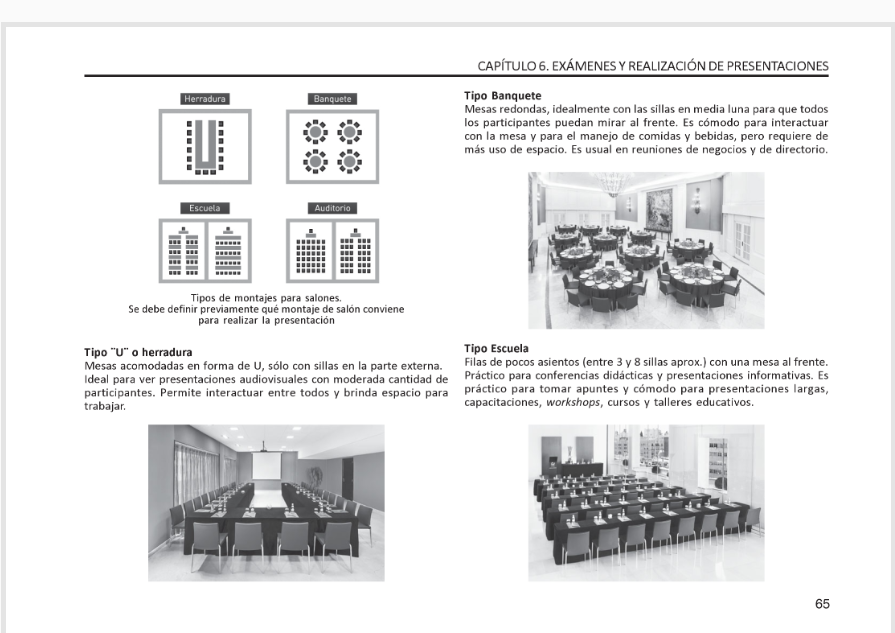 CAPÍTULO 6. EXÁMENES Y REALIZACIÓN DE PRESENTACIONES
Herradura
Banquete
Escuela
Auditorio
Tipos de montajes para salones.
Se debe definir previamente qué montaje de salón conviene
para realizar la presentación
Tipo ¨U¨ o herradura
Mesas acomodadas en forma de U, sólo con sillas en la parte externa.
Ideal para ver presentaciones audiovisuales con moderada cantidad de
participantes. Permite interactuar entre todos y brinda espacio para
trabajar.
Tipo Banquete
Mesas redondas, idealmente con las sillas en media luna para que todos
los participantes puedan mirar al frente. Es cómodo para interactuar
con la mesa y para el manejo de comidas y bebidas, pero requiere de
más uso de espacio. Es usual en reuniones de negocios y de directorio.
Tipo Escuela
Filas de pocos asientos (entre 3 y 8 sillas aprox.) con una mesa al frente.
Práctico para conferencias didácticas y presentaciones informativas. Es
práctico para tomar apuntes y cómodo para presentaciones largas,
capacitaciones, workshops, cursos y talleres educativos.
65